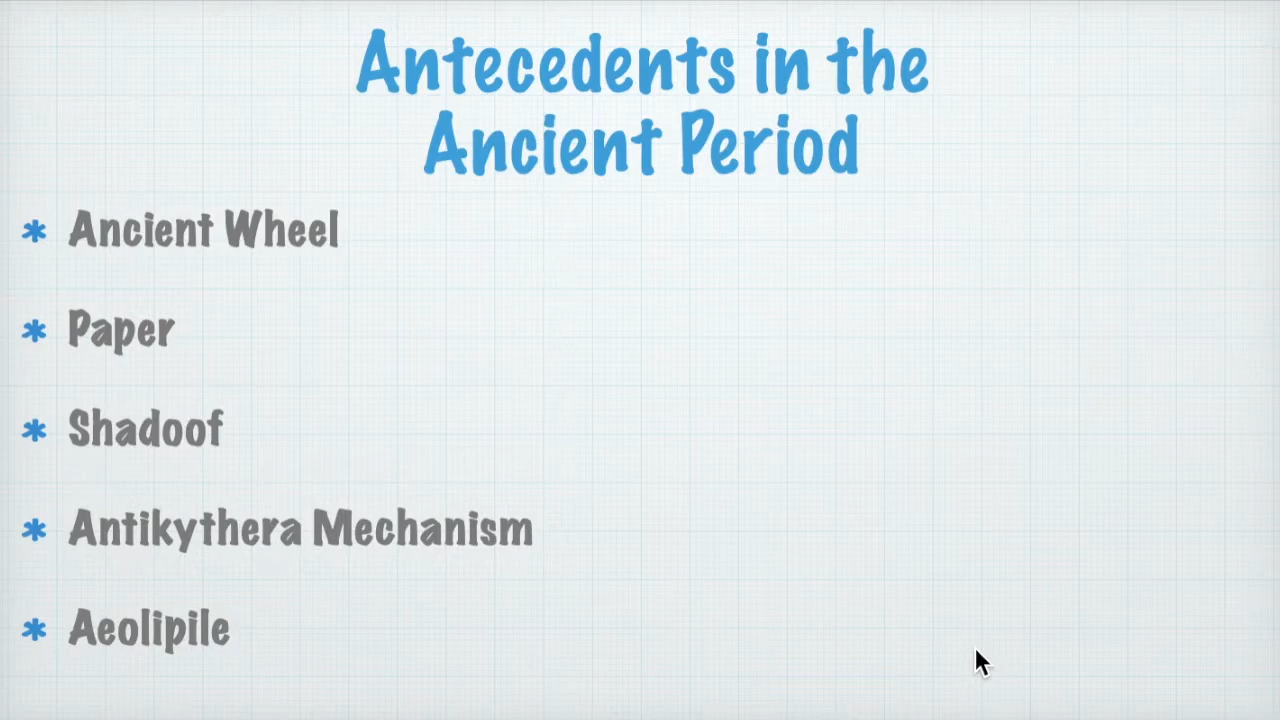 Antecedents in the
Ancient Period
* Ancient Wheel
* Paper
* Shadoof
* Antikythera Mechanism
* Aeolipile